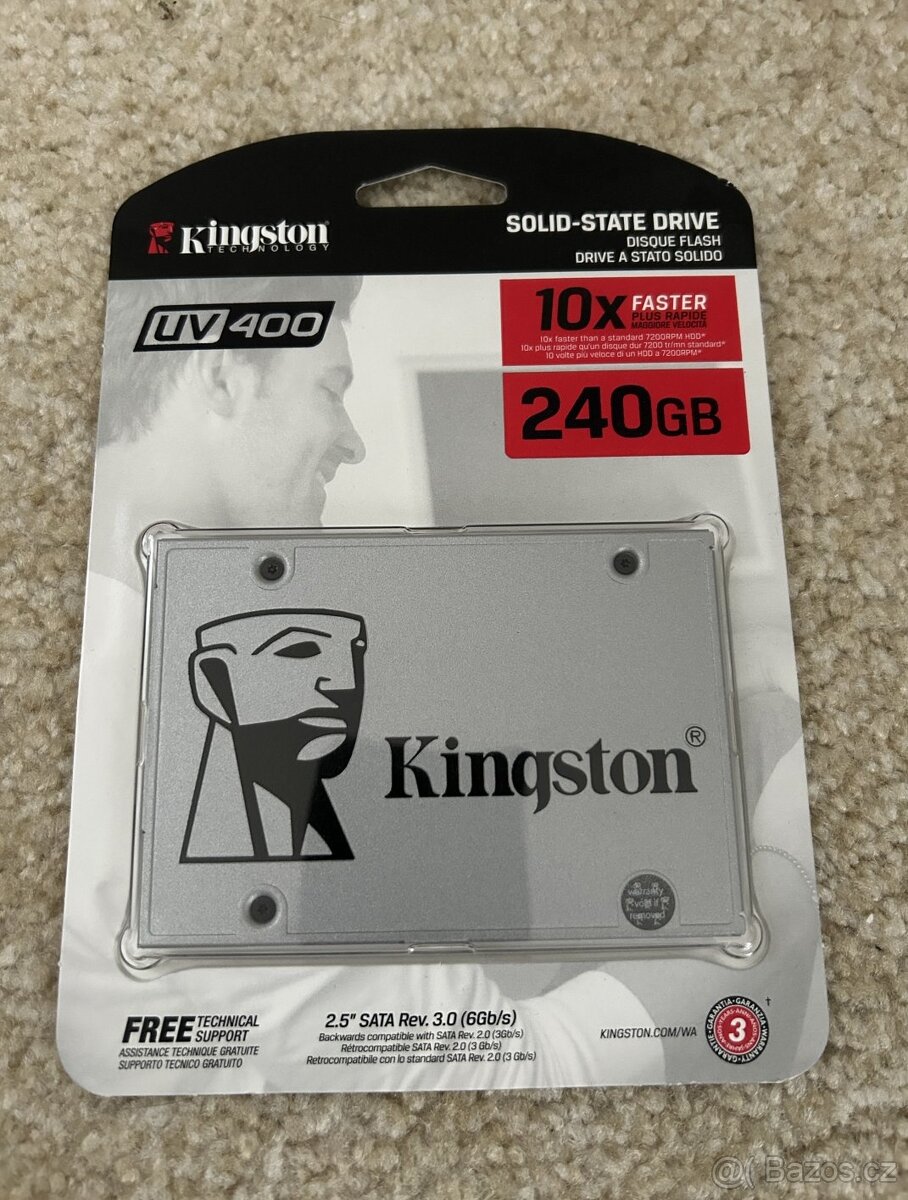 Kingston
TECHNOLOGY
SOLID-STATE DRIVE
DISQUE FLASH
DRIVE A STATO SOLIDO
UV400
10x FASTER
PLUS RAPIDE
MAGGIORE VELOCITÀ
10x faster than a standard 7200RPM HDD*
10x plus rapide qu'un disque dur 7200 tr/mn standard*
10 volte più veloce di un HDD a 7200RPM*
240GB
Kingston®
warranty
void if
removed
FREE TECHNICAL SUPPORT
ASSISTANCE TECHNIQUE GRATUITE
SUPPORTO TECNICO GRATUITO
2.5" SATA Rev. 3.0 (6Gb/s)
Backwards compatible with SATA Rev. 2.0 (3Gb/s)
Rétrocompatible SATA Rev. 2.0 (3 Gb/s)
Retrocompatibile con lo standard SATA Rev. 2.0 (3 Gb/s)
KINGSTON.COM/WA
3
†
@( Bazos.cz